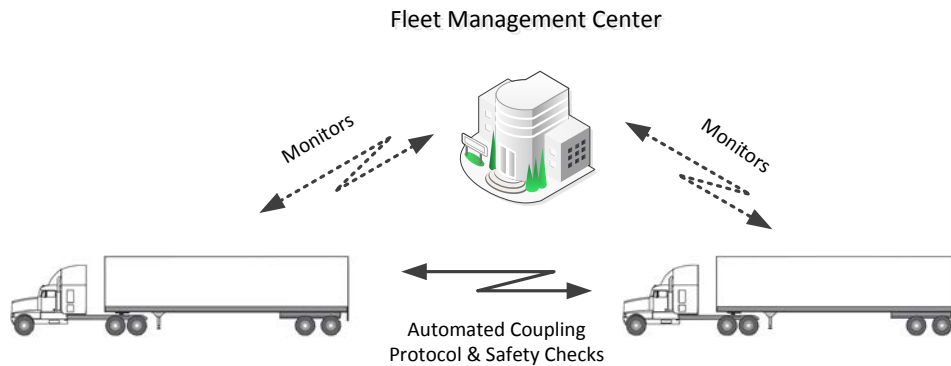 Fleet Management Center
Monitors
Monitors
Automated Coupling
Protocol & Safety Checks